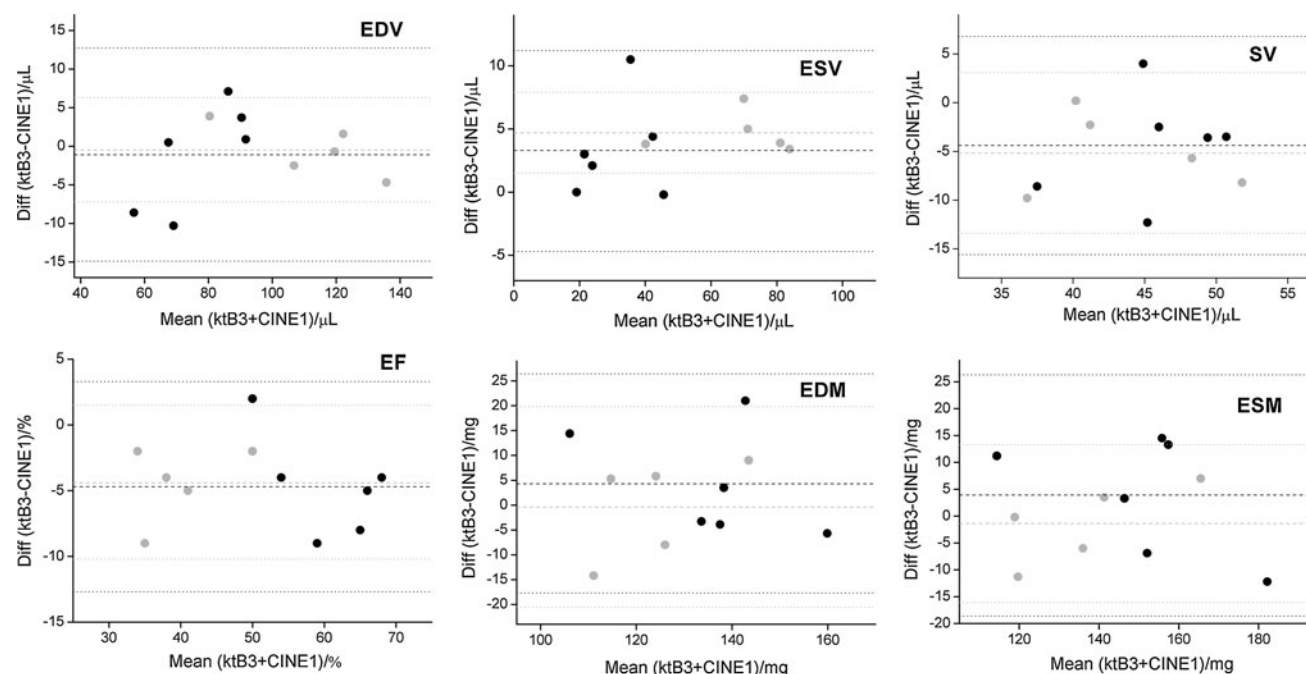 EDV
15
10
5
0
-5
-10
-15
40 60 80 100 120 140
Diff (ktB3-CINE1)/μL
Mean (ktB3+CINE1)/μL
ESV
10
5
0
-5
0 20 40 60 80 100
Diff (ktB3-CINE1)/μL
Mean (ktB3+CINE1)/μL
SV
5
0
-5
-10
-15
35 40 45 50 55
Diff (ktB3-CINE1)/μL
Mean (ktB3+CINE1)/μL
EF
5
0
-5
-10
-15
30 40 50 60 70
Diff (ktB3-CINE1)/%
Mean (ktB3+CINE1)/%
EDM
25
20
15
10
5
0
-5
-10
-15
-20
100 120 140 160
Diff (ktB3-CINE1)/mg
Mean (ktB3+CINE1)/mg
ESM
25
20
15
10
5
0
-5
-10
-15
-20
120 140 160 180
Diff (ktB3-CINE1)/mg
Mean (ktB3+CINE1)/mg